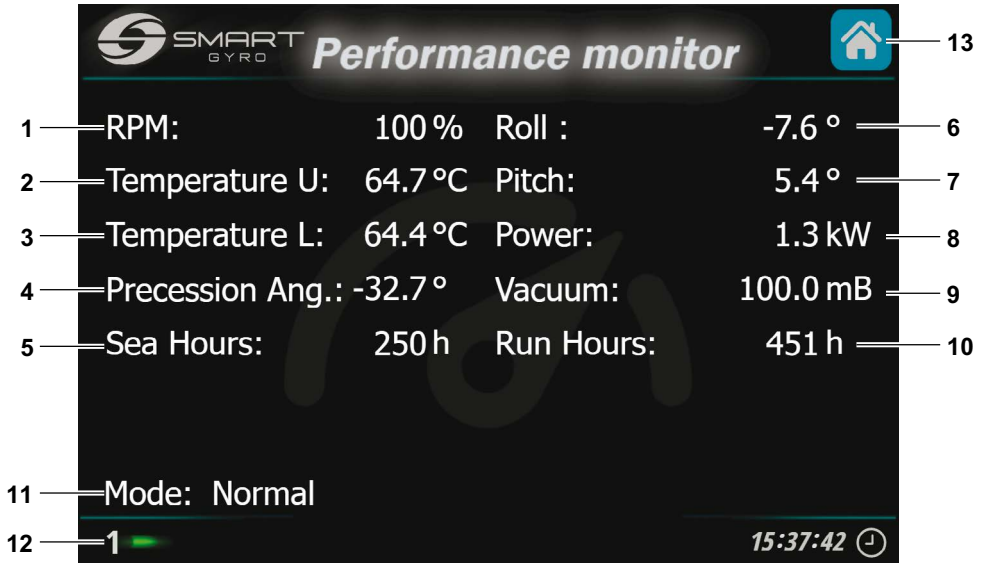 SMART
GYRO
Performance monitor
13
1
RPM: 100 % Roll : -7.6 °
6
2
Temperature U: 64.7 °C Pitch: 5.4 °
7
3
Temperature L: 64.4 °C Power: 1.3 kW
8
4
Precession Ang.: -32.7 ° Vacuum: 100.0 mB
9
5
Sea Hours: 250 h Run Hours: 451 h
10
11
Mode: Normal
12
1
15:37:42